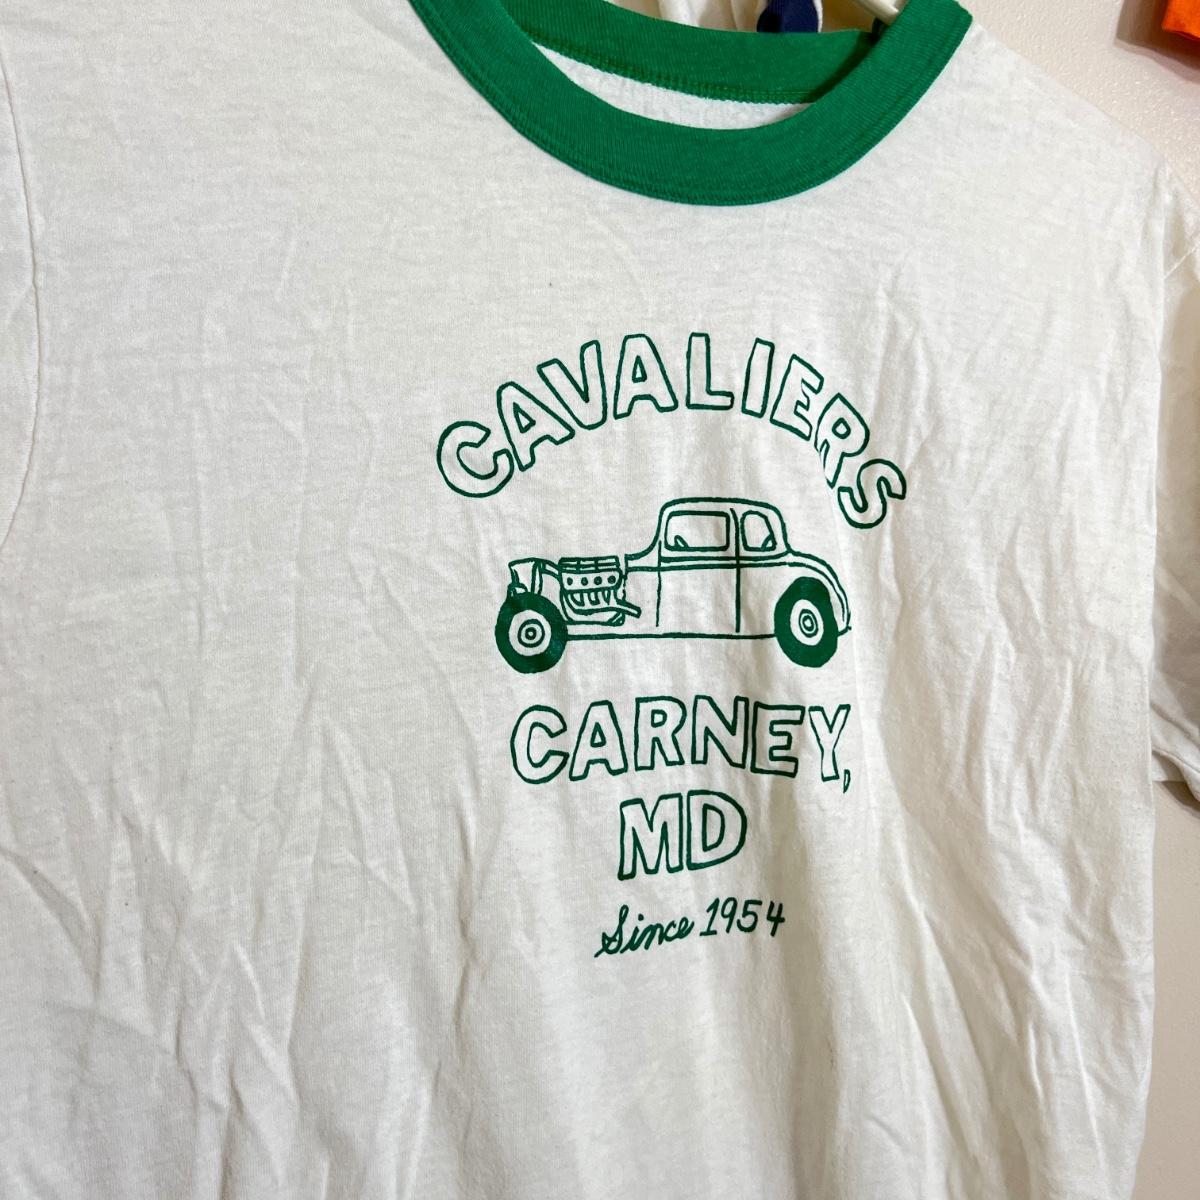 CAVALIERS
CARNEY,
MD
Since 1954